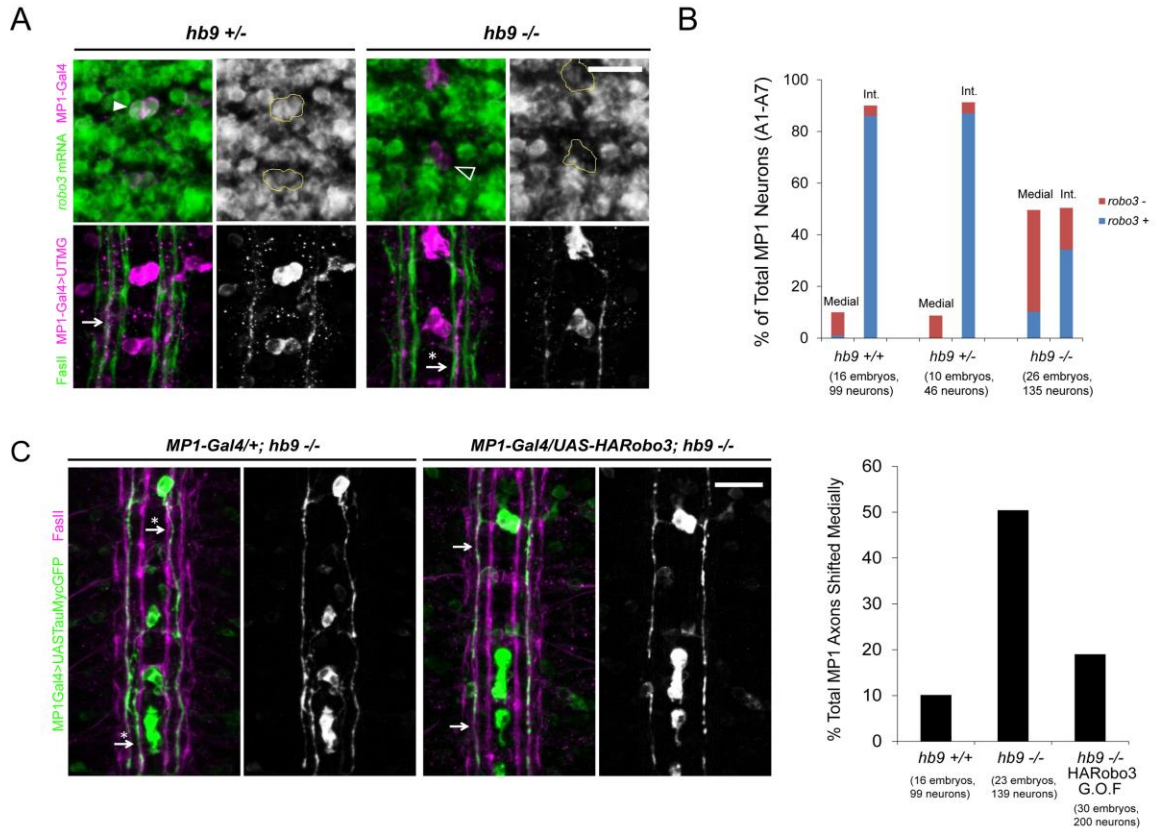 A
hb9 +/-
hb9 -/-
robo3 mRNA MP1-Gal4
FasII MP1-Gal4>UTMG
*
B
% of Total MP1 Neurons (A1-A7)
100
80
60
40
20
0
Medial
Int.
Medial
Int.
Medial
Int.
robo3 -
robo3 +
hb9 +/+
(16 embryos,
99 neurons)
hb9 +/-
(10 embryos,
46 neurons)
hb9 -/-
(26 embryos,
135 neurons)
C
MP1-Gal4/+; hb9 -/-
MP1-Gal4/UAS-HARobo3; hb9 -/-
MP1Gal4>UASTauMycGFP FasII
*
*
% Total MP1 Axons Shifted Medially
60
50
40
30
20
10
0
hb9 +/+
(16 embryos,
99 neurons)
hb9 -/-
(23 embryos,
139 neurons)
hb9 -/-
HARobo3
G.O.F
(30 embryos,
200 neurons)